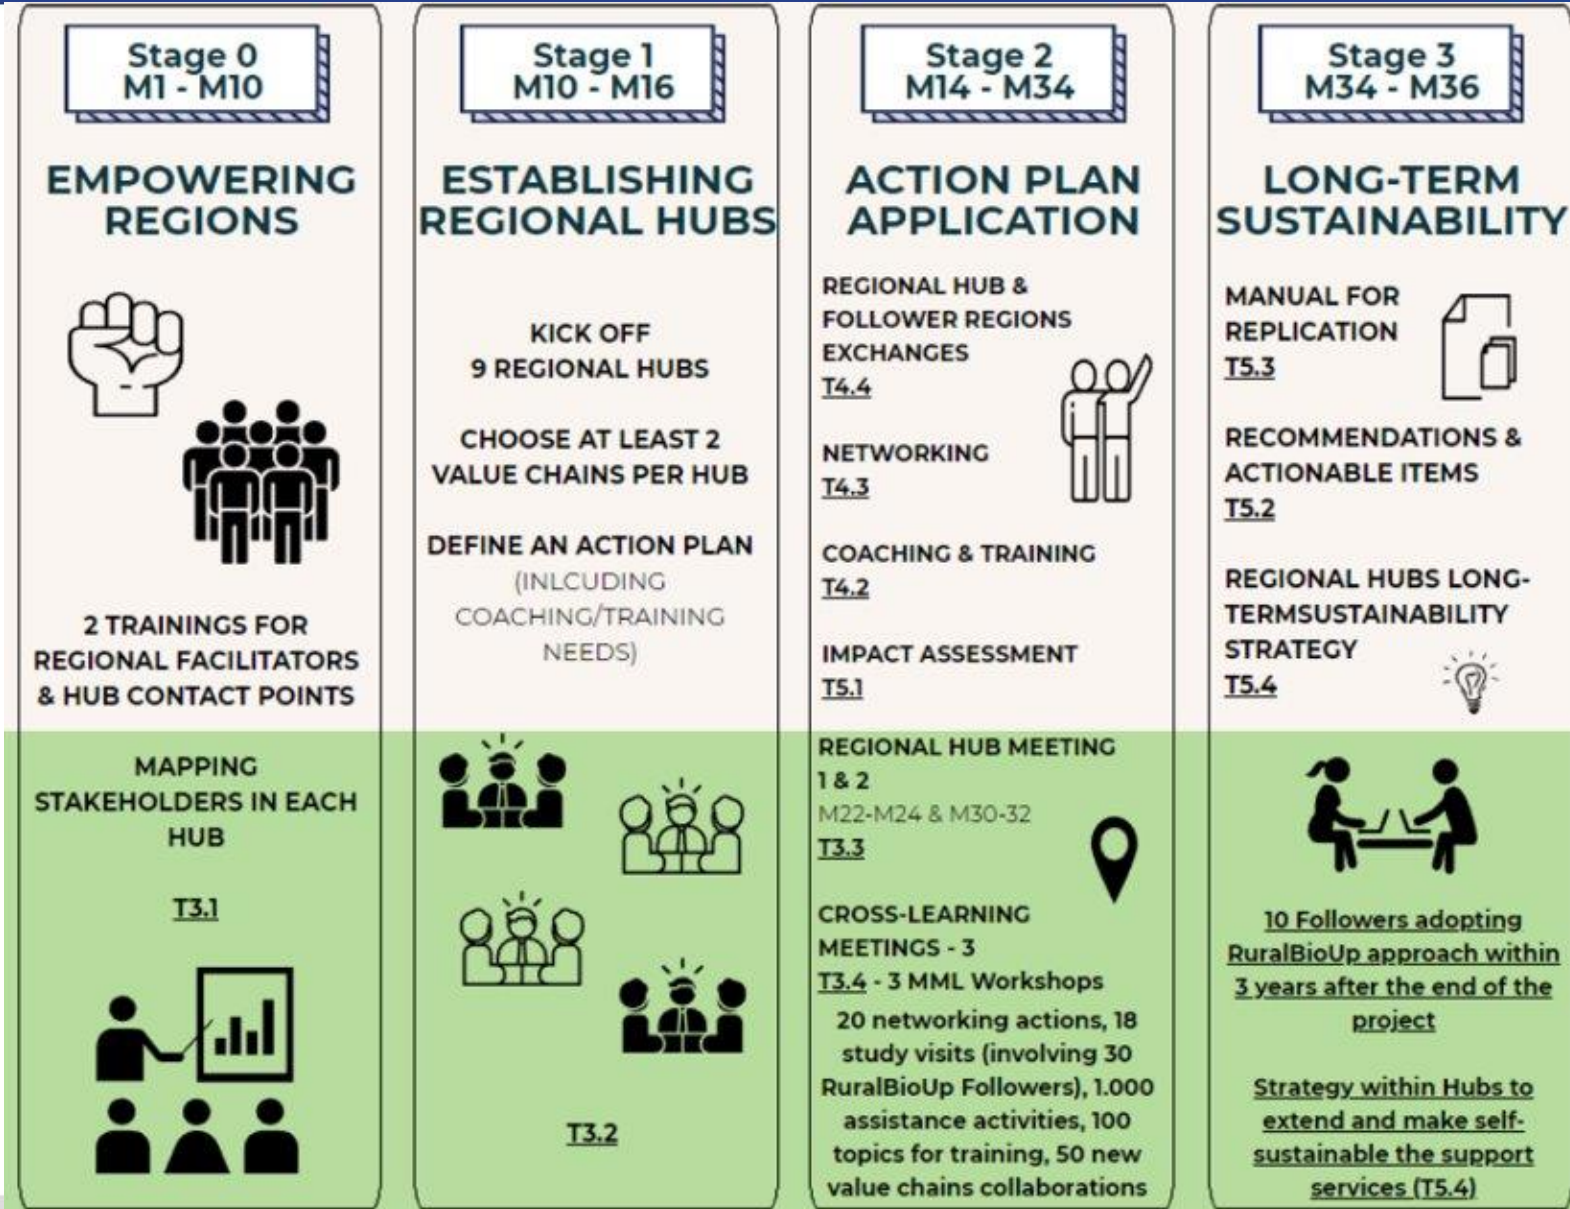 Stage 0
M1 - M10
EMPOWERING
REGIONS
2 TRAININGS FOR
REGIONAL FACILITATORS
& HUB CONTACT POINTS
MAPPING
STAKEHOLDERS IN EACH
HUB
T3.1
Stage 1
M10 - M16
ESTABLISHING
REGIONAL HUBS
KICK OFF
9 REGIONAL HUBS
CHOOSE AT LEAST 2
VALUE CHAINS PER HUB
DEFINE AN ACTION PLAN
(INLCUDING
COACHING/TRAINING
NEEDS)
T3.2
Stage 2
M14 - M34
ACTION PLAN
APPLICATION
REGIONAL HUB &
FOLLOWER REGIONS
EXCHANGES
T4.4
NETWORKING
T4.3
COACHING & TRAINING
T4.2
IMPACT ASSESSMENT
T5.1
REGIONAL HUB MEETING
1 & 2
M22-M24 & M30-32
T3.3
CROSS-LEARNING
MEETINGS - 3
T3.4 - 3 MML Workshops
20 networking actions, 18
study visits (involving 30
RuralBioUp Followers), 1.000
assistance activities, 100
topics for training, 50 new
value chains collaborations
Stage 3
M34 - M36
LONG-TERM
SUSTAINABILITY
MANUAL FOR
REPLICATION
T5.3
RECOMMENDATIONS &
ACTIONABLE ITEMS
T5.2
REGIONAL HUBS LONG-
TERMSUSTAINABILITY
STRATEGY
T5.4
10 Followers adopting
RuralBioUp approach within
3 years after the end of the
project
Strategy within Hubs to
extend and make self-
sustainable the support
services (T5.4)